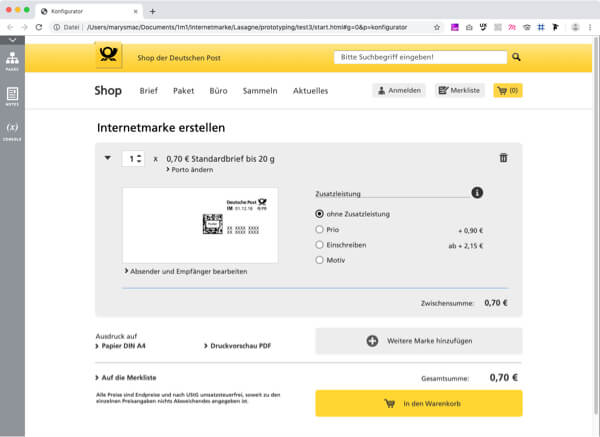 Konfigurator
Datei | /Users/marysmac/Documents/1m1/Internetmarke/Lasagne/prototyping/test3/start.html#g=0&p=konfigurator
PAGES
NOTES
(x)
CONSOLE
Shop der Deutschen Post
Bitte Suchbegriff eingeben!
Shop Brief Paket Büro Sammeln Aktuelles Anmelden Merkliste (0)
Internetmarke erstellen
1 x 0,70 € Standardbrief bis 20 g
Porto ändern
Deutsche Post
IM 01.12.18
XX XXXX XXXX
XX XXXX XXXX
Absender und Empfänger bearbeiten
Zusatzleistung
ohne Zusatzleistung
Prio + 0,90 €
Einschreiben ab + 2,15 €
Motiv
Zwischensumme: 0,70 €
Ausdruck auf
Papier DIN A4 Druckvorschau PDF
Weitere Marke hinzufügen
Auf die Merkliste
Gesamtsumme: 0,70 €
Alle Preise sind Endpreise und nach UStG umsatzsteuerfrei, soweit zu den
einzelnen Preisangaben nichts Abweichendes angegeben ist.
In den Warenkorb